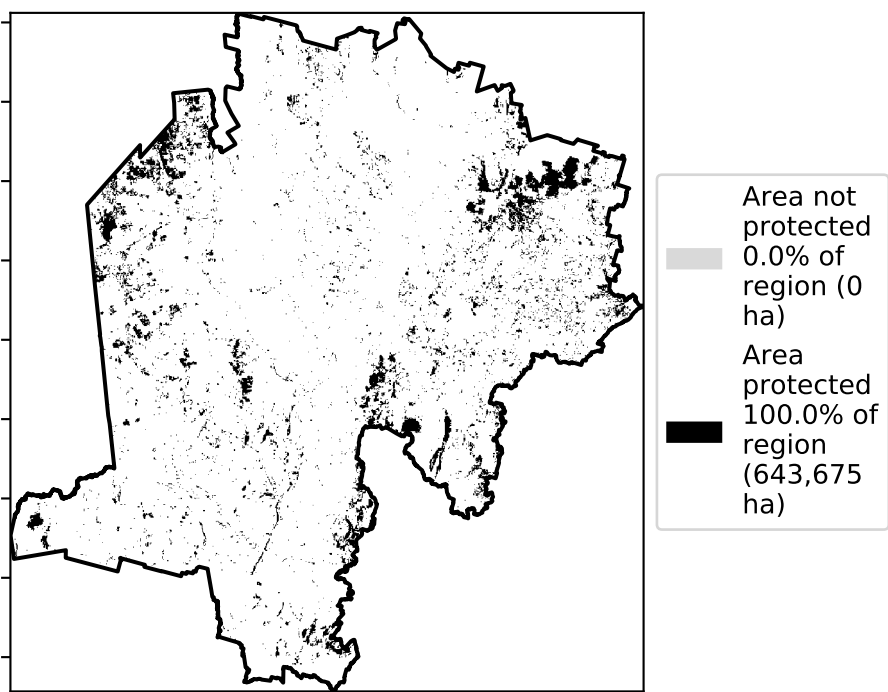 Area not
protected
0.0% of
region (0
ha)
Area
protected
100.0% of
region
(643,675
ha)